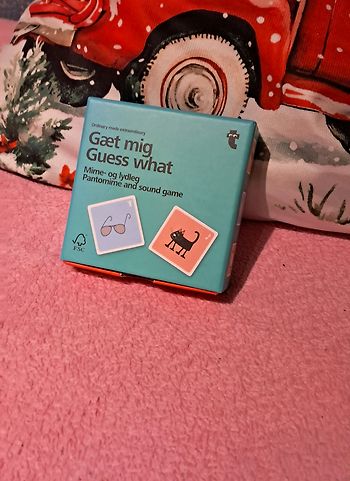 Ordinary made extraordinary
Gæt mig
Guess what
Mime- og lydleg
Pantomime and sound game
FSC